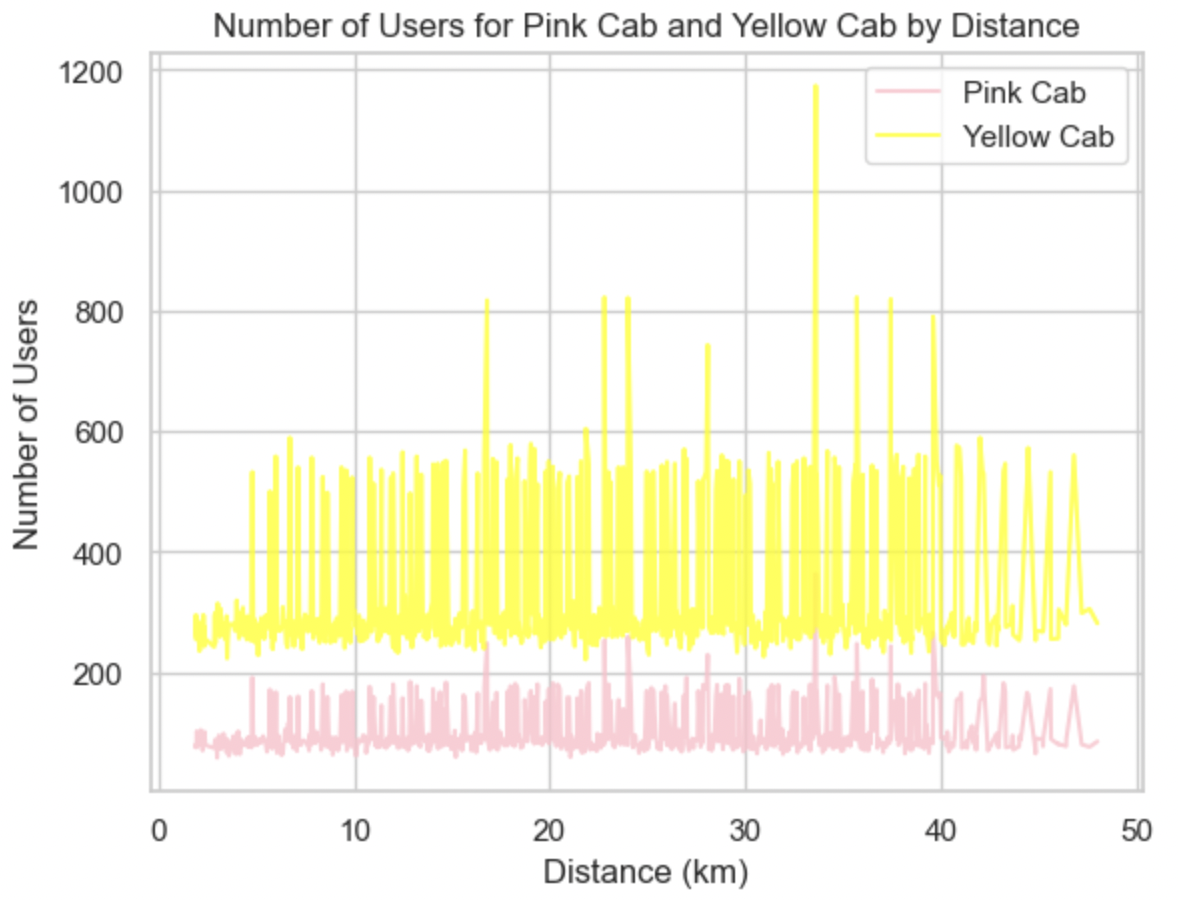 Number of Users for Pink Cab and Yellow Cab by Distance
1200
1000
800
600
400
200
Number of Users
Pink Cab
Yellow Cab
0 10 20 30 40 50
Distance (km)